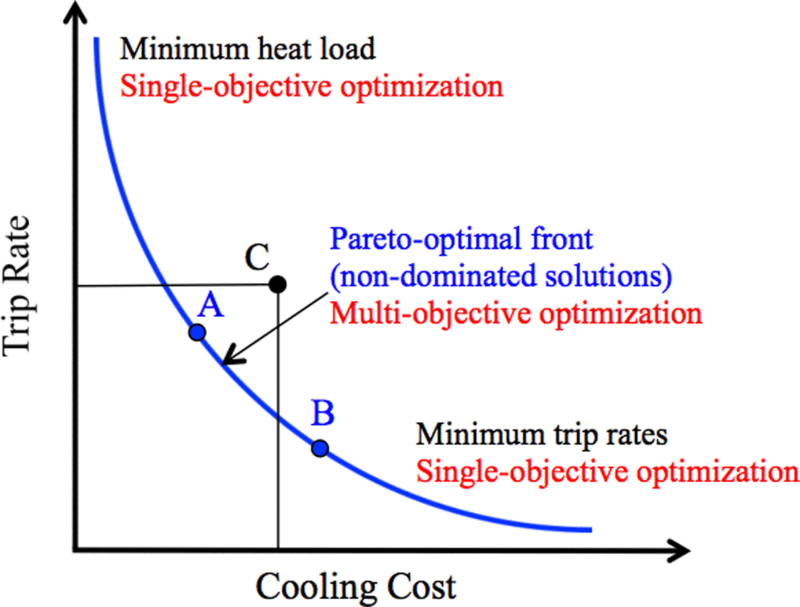 Minimum heat load
Single-objective optimization
Trip Rate
C
Pareto-optimal front
(non-dominated solutions)
Multi-objective optimization
A
B
Minimum trip rates
Single-objective optimization
Cooling Cost